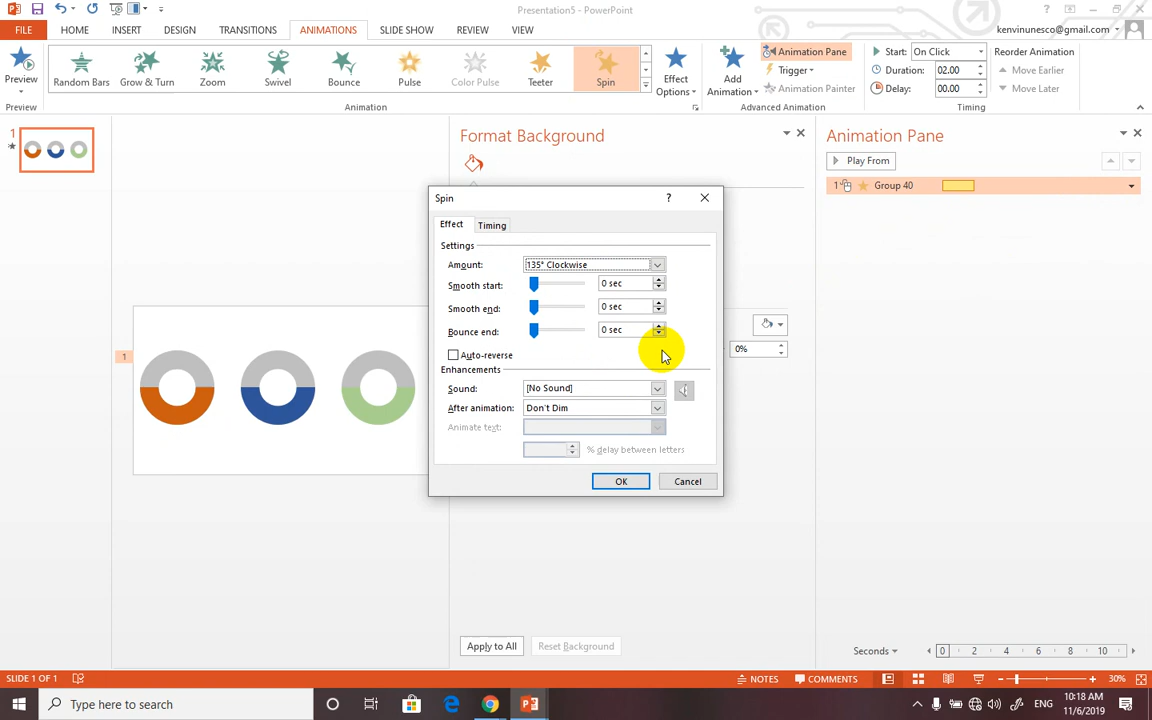 Presentation5 - PowerPoint
FILE
HOME
INSERT
DESIGN
TRANSITIONS
ANIMATIONS
SLIDE SHOW
REVIEW
VIEW
kenvinunesco@gmail.com
Preview
Random Bars
Grow & Turn
Zoom
Swivel
Bounce
Pulse
Color Pulse
Teeter
Spin
Effect
Options
Add
Animation
Animation Pane
Trigger
Animation Painter
Start: On Click
Duration: 02.00
Delay: 00.00
Reorder Animation
Move Earlier
Move Later
Preview
Animation
Advanced Animation
Timing
1
1
Format Background
0%
Apply to All
Reset Background
Animation Pane
Play From
1 Group 40
Seconds
0 2 4 6 8 10
Spin
?
Effect
Timing
Settings
Amount: 135° Clockwise
Smooth start: 0 sec
Smooth end: 0 sec
Bounce end: 0 sec
Auto-reverse
Enhancements
Sound: [No Sound]
After animation: Don't Dim
Animate text:
% delay between letters
OK
Cancel
SLIDE 1 OF 1
NOTES
COMMENTS
30%
Type here to search
ENG
10:18 AM
11/6/2019